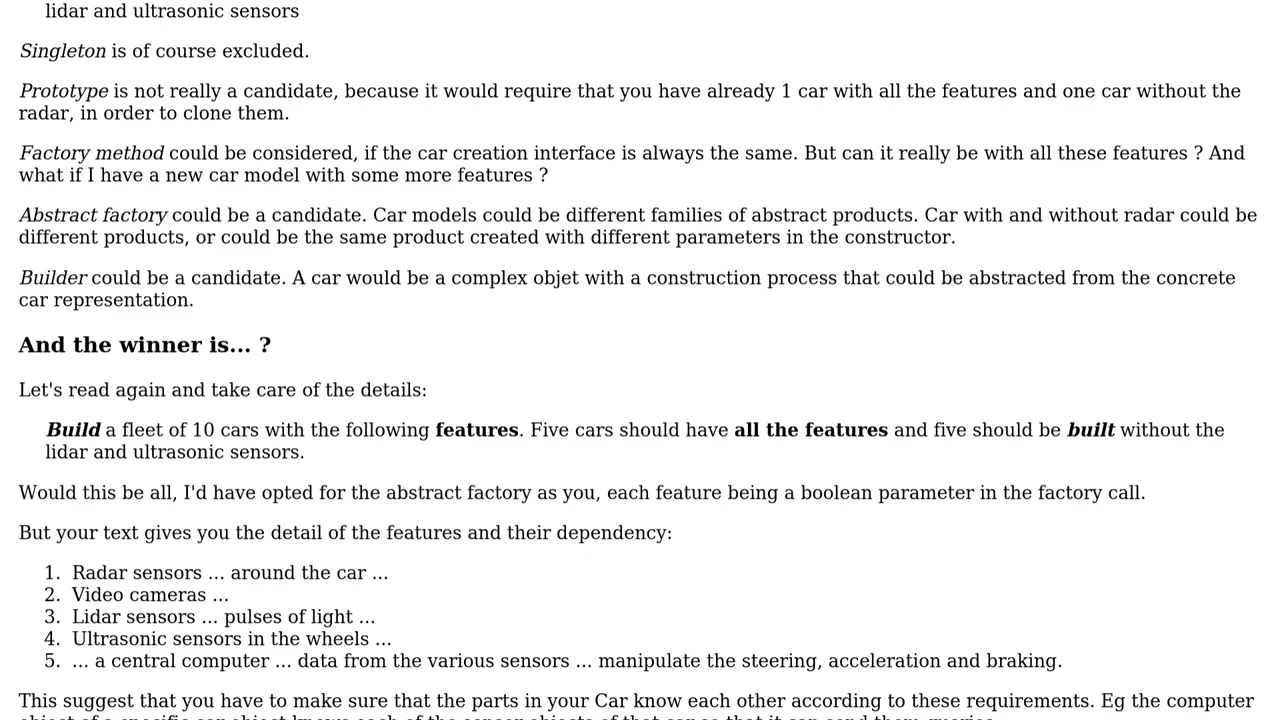 lidar and ultrasonic sensors
Singleton is of course excluded.
Prototype is not really a candidate, because it would require that you have already 1 car with all the features and one car without the
radar, in order to clone them.
Factory method could be considered, if the car creation interface is always the same. But can it really be with all these features ? And
what if I have a new car model with some more features ?
Abstract factory could be a candidate. Car models could be different families of abstract products. Car with and without radar could be
different products, or could be the same product created with different parameters in the constructor.
Builder could be a candidate. A car would be a complex objet with a construction process that could be abstracted from the concrete
car representation.
And the winner is... ?
Let's read again and take care of the details:
Build a fleet of 10 cars with the following features. Five cars should have all the features and five should be built without the
lidar and ultrasonic sensors.
Would this be all, I'd have opted for the abstract factory as you, each feature being a boolean parameter in the factory call.
But your text gives you the detail of the features and their dependency:
1. Radar sensors ... around the car ...
2. Video cameras ...
3. Lidar sensors ... pulses of light ...
4. Ultrasonic sensors in the wheels ...
5. ... a central computer ... data from the various sensors ... manipulate the steering, acceleration and braking.
This suggest that you have to make sure that the parts in your Car know each other according to these requirements. Eg the computer